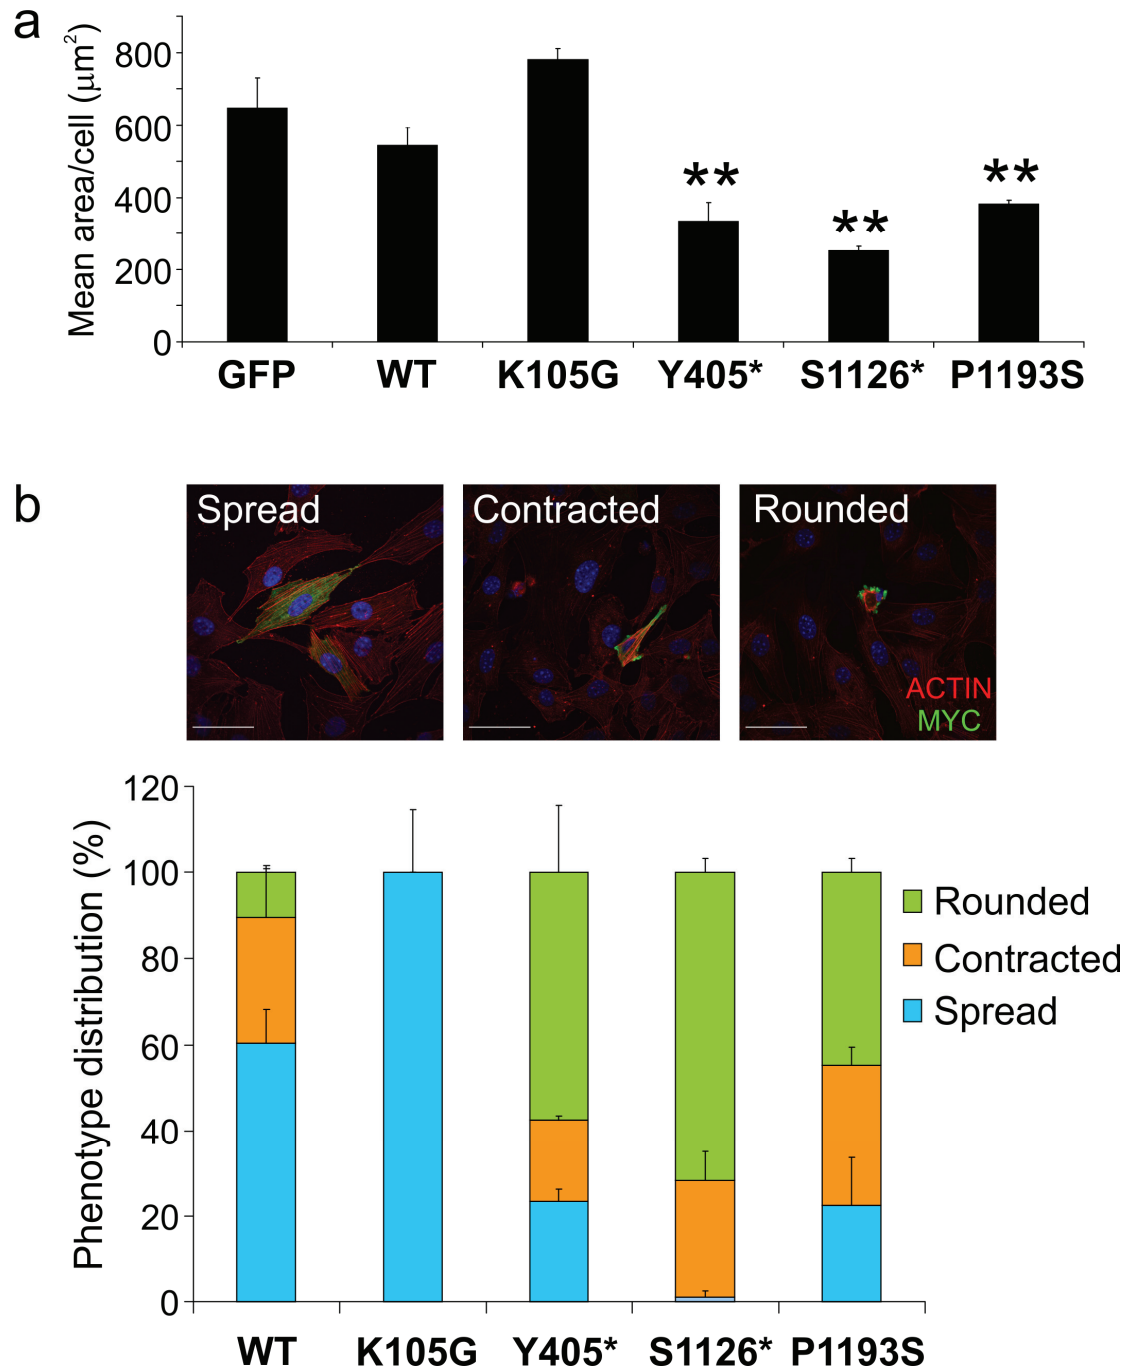 a
Mean area/cell (μm²)
800
600
400
200
0
**
**
**
GFP WT K105G Y405* S1126* P1193S
b
Spread Contracted Rounded
ACTIN
MYC
Phenotype distribution (%)
120
100
80
60
40
20
0
Rounded
Contracted
Spread
WT K105G Y405* S1126* P1193S